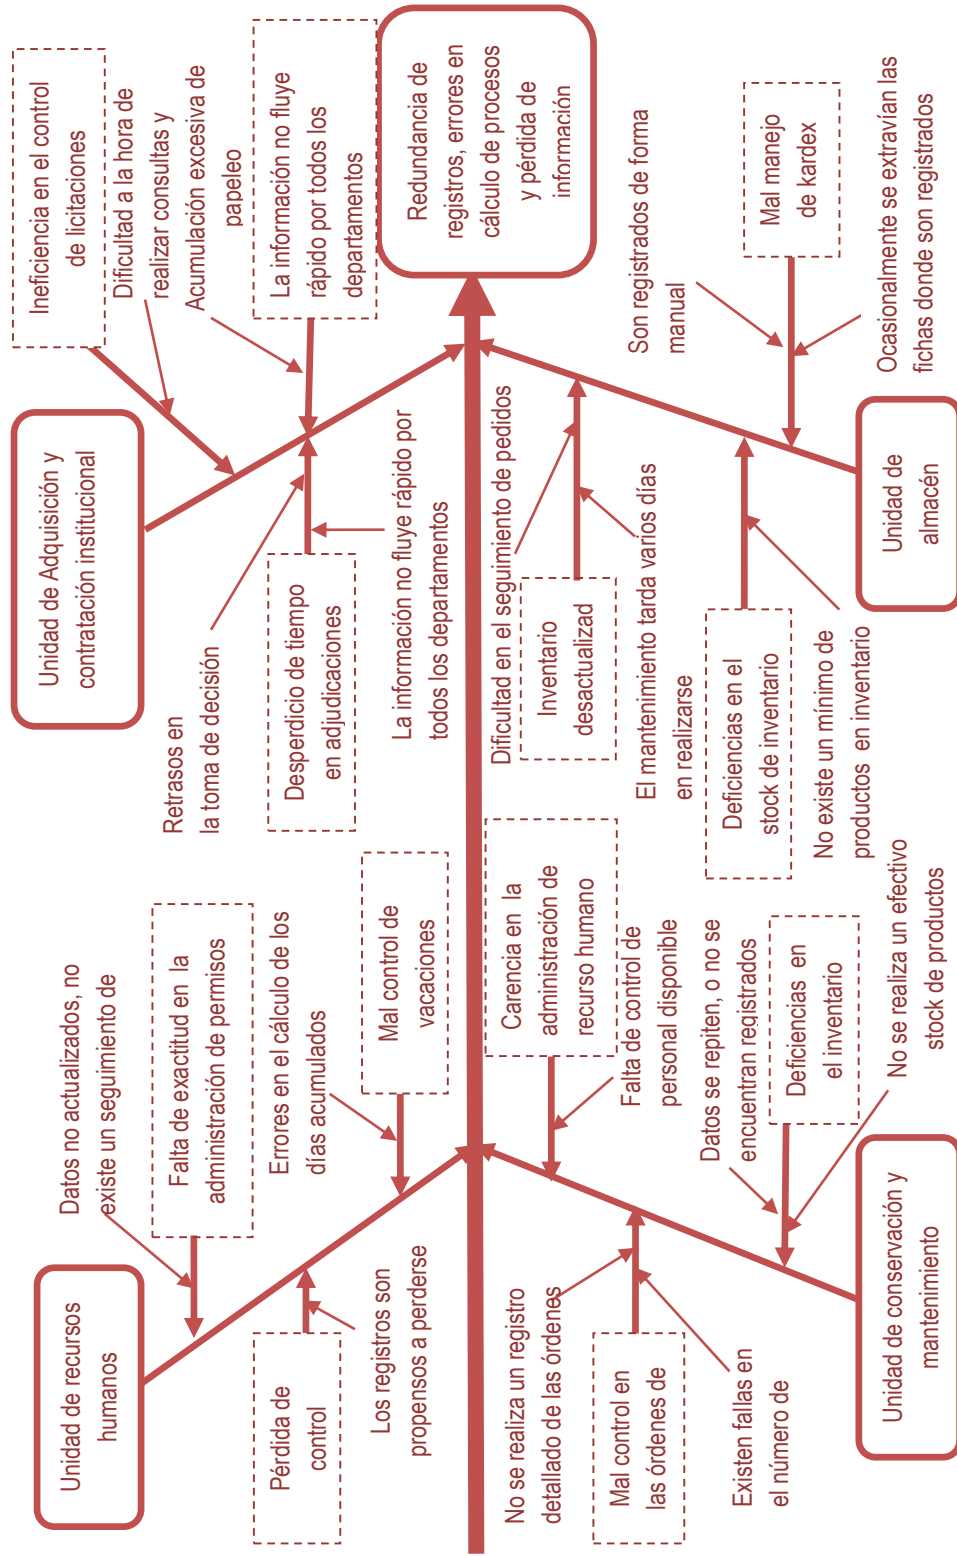 Unidad de recursos
humanos
Datos no actualizados, no
existe un seguimiento de
Falta de exactitud en la
administración de permisos
Pérdida de
control
Los registros son
propensos a perderse
Errores en el cálculo de los
días acumulados
Mal control de
vacaciones
Unidad de Adquisición y
contratación institucional
Ineficiencia en el control
de licitaciones
Dificultad a la hora de
realizar consultas y
Acumulación excesiva de
papeleo
La información no fluye
rápido por todos los
departamentos
Retrasos en
la toma de decisión
Desperdicio de tiempo
en adjudicaciones
La información no fluye rápido por
todos los departamentos
Redundancia de
registros, errores en
cálculo de procesos
y pérdida de
información
Carencia en la
administración de
recurso humano
Falta de control de
personal disponible
No se realiza un registro
detallado de las órdenes
Mal control en
las órdenes de
Existen fallas en
el número de
Datos se repiten, o no se
encuentran registrados
Deficiencias en
el inventario
No se realiza un efectivo
stock de productos
Unidad de conservación y
mantenimiento
Dificultad en el seguimiento de pedidos
Inventario
desactualizad
El mantenimiento tarda varios días
en realizarse
Deficiencias en el
stock de inventario
No existe un mínimo de
productos en inventario
Son registrados de forma
manual
Mal manejo
de kardex
Ocasionalmente se extravían las
fichas donde son registrados
Unidad de
almacén